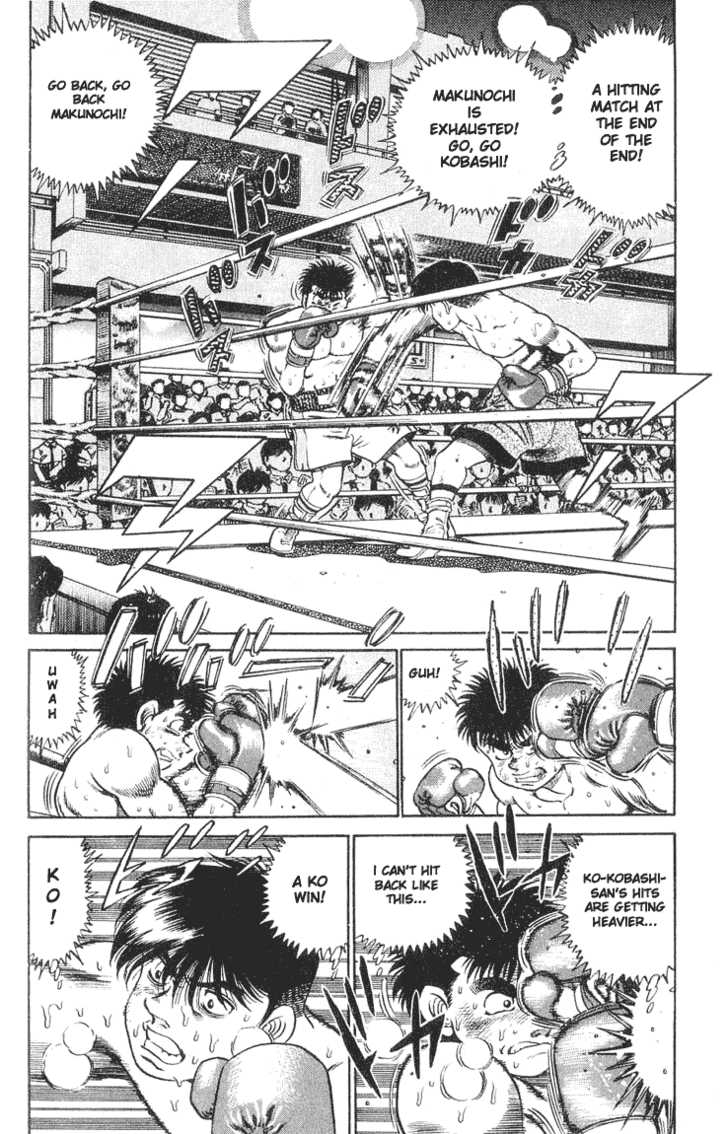 A HITTING
MATCH AT
THE END
OF THE
END!
MAKUNOCHI
IS
EXHAUSTED!
GO, GO
KOBASHI!
GO BACK, GO
BACK
MAKUNOCHI!
GUH!
UWAH
KO-KOBASHI-
SAN'S HITS
ARE GETTING
HEAVIER...
I CAN'T HIT
BACK LIKE
THIS...
A KO
WIN!
KO!